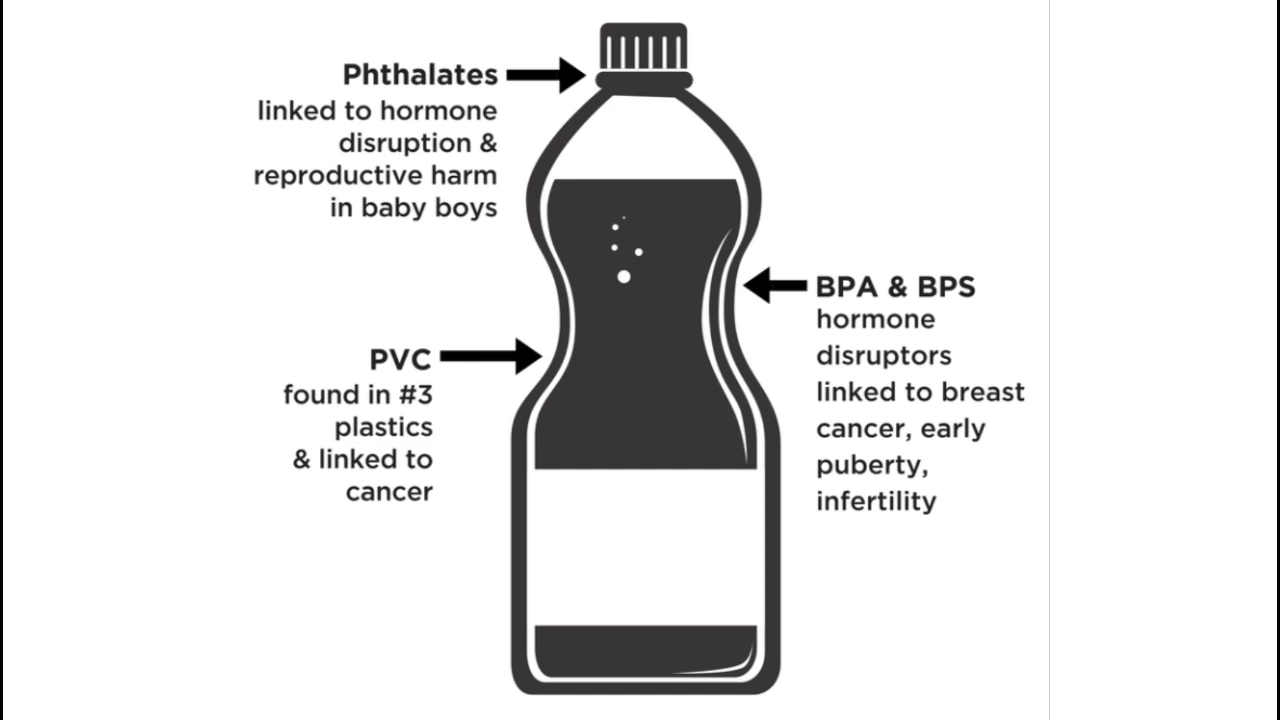 Phthalates
linked to hormone
disruption &
reproductive harm
in baby boys
BPA & BPS
hormone
disruptors
linked to breast
cancer, early
puberty,
infertility
PVC
found in #3
plastics
& linked to
cancer